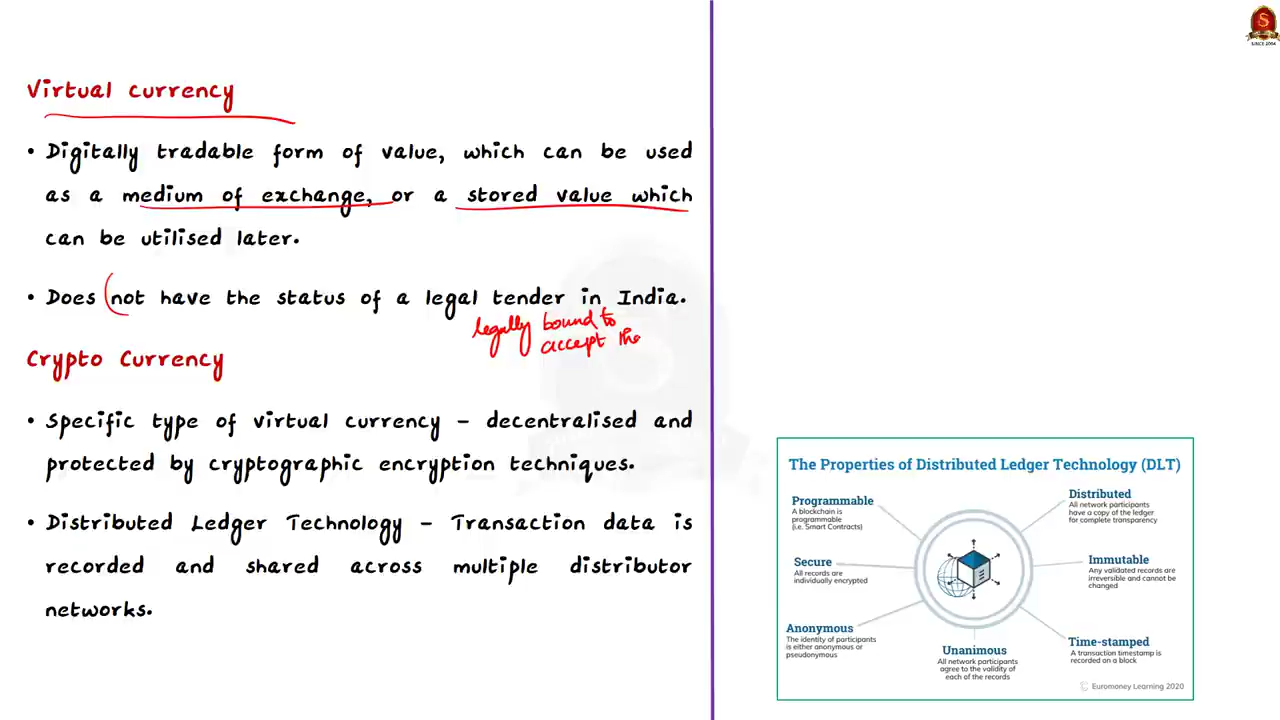 Virtual currency
• Digitally tradable form of value, which can be used
as a medium of exchange, or a stored value which
can be utilised later.
• Does not have the status of a legal tender in India.
legally bound to
accept the
Crypto Currency
• Specific type of virtual currency – decentralised and
protected by cryptographic encryption techniques.
• Distributed Ledger Technology – Transaction data is
recorded and shared across multiple distributor
networks.
S
SINCE 2004
The Properties of Distributed Ledger Technology (DLT)
Programmable
A blockchain is
programmable
(i.e. Smart Contracts)
Secure
All records are
individually encrypted
Anonymous
The identity of participants
is either anonymous or
pseudonymous
Unanimous
All network participants
agree to the validity of
each of the records
Distributed
All network participants
have a copy of the ledger
for complete transparency
Immutable
Any validated records are
irreversible and cannot be
changed
Time-stamped
A transaction timestamp is
recorded on a block
Euromoney Learning 2020